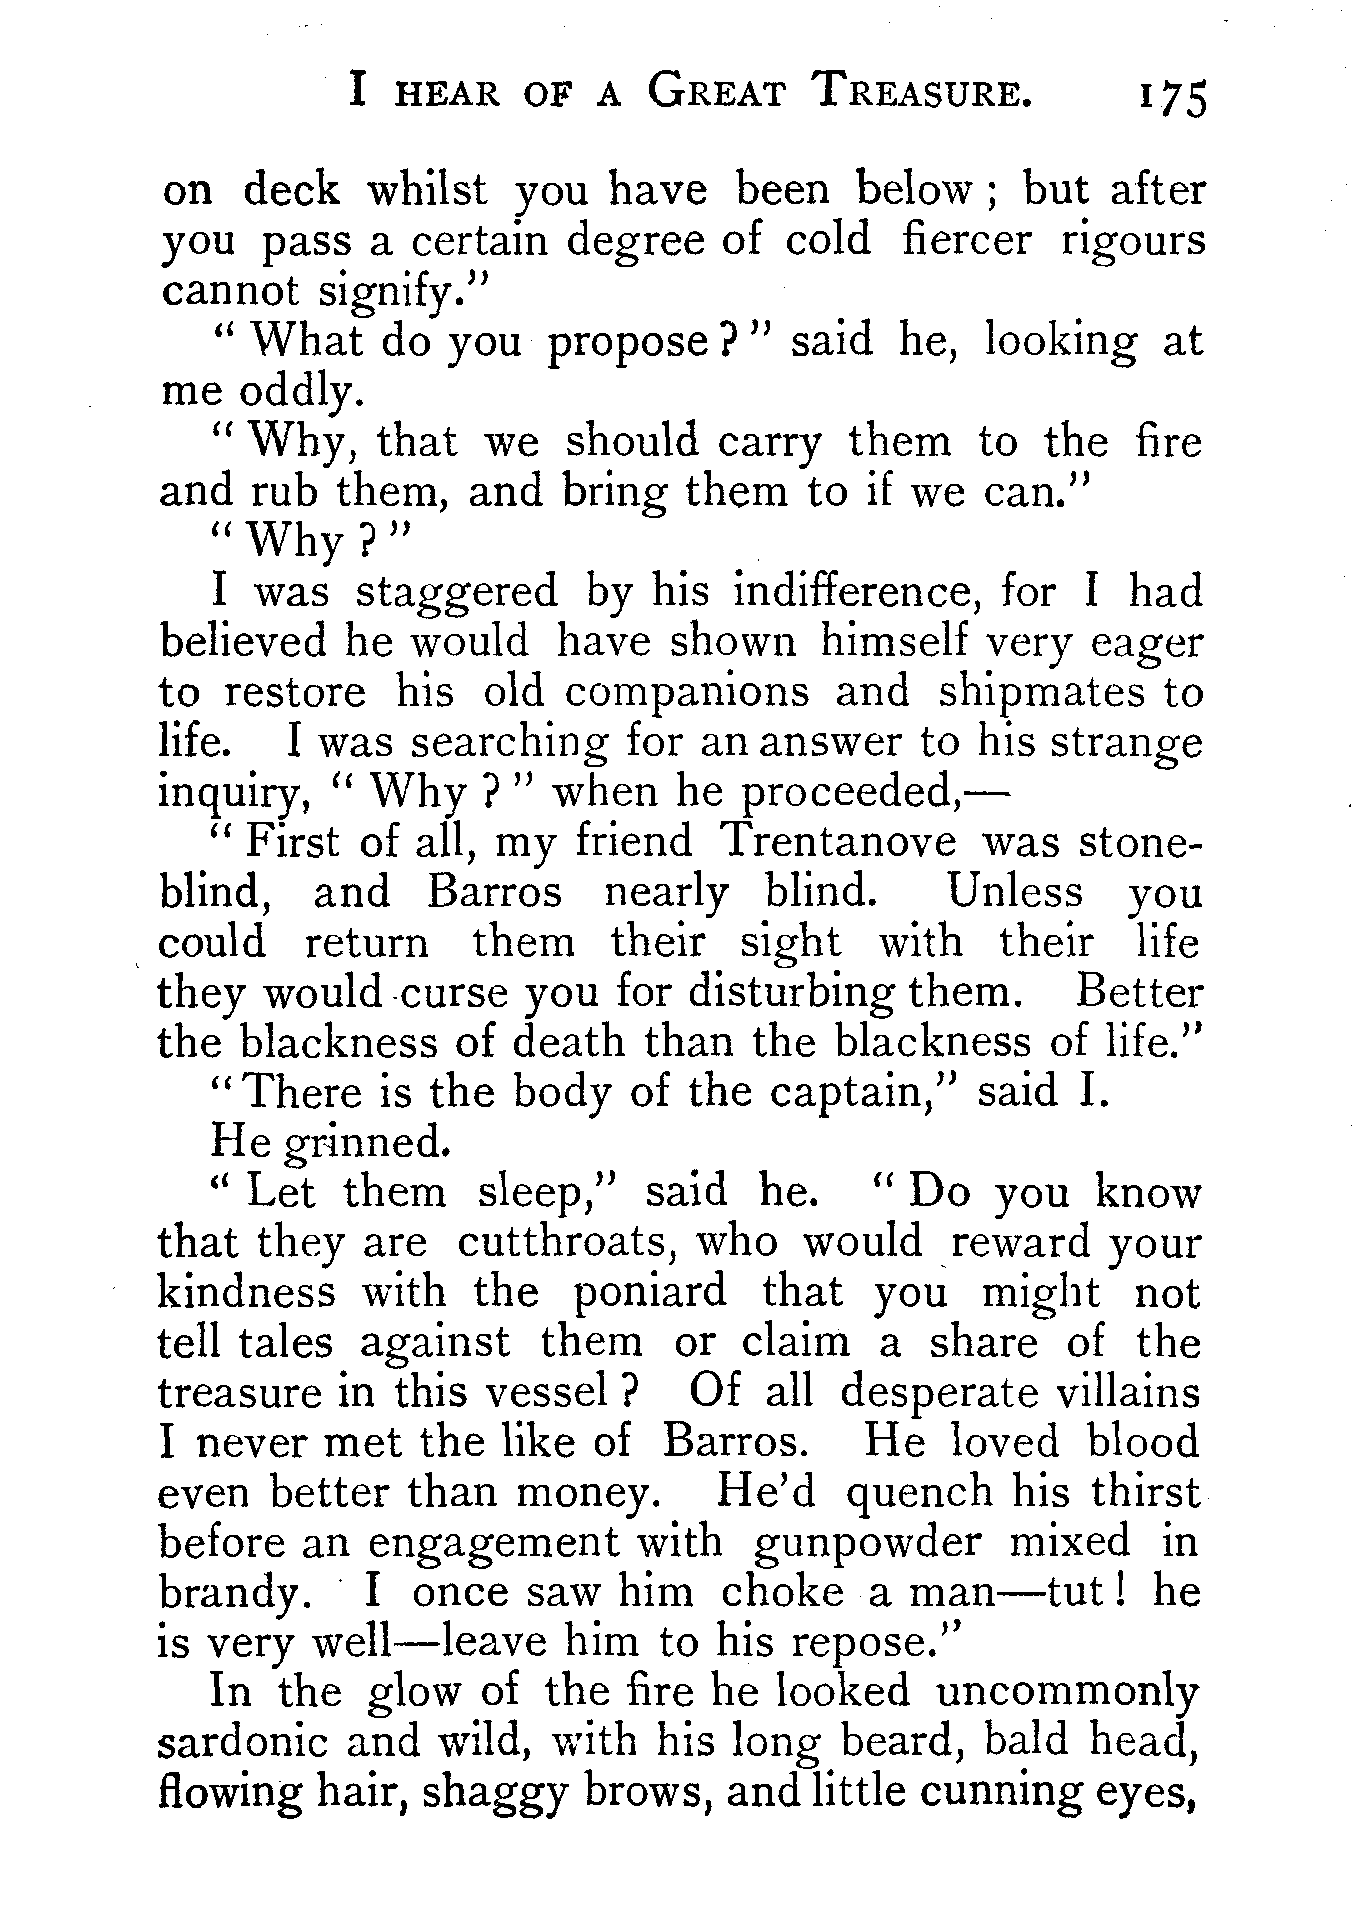 I HEAR OF A GREAT TREASURE. 175
on deck whilst you have been below ; but after
you pass a certain degree of cold fiercer rigours
cannot signify."
" What do you propose ? " said he, looking at
me oddly.
" Why, that we should carry them to the fire
and rub them, and bring them to if we can."
" Why ? "
I was staggered by his indifference, for I had
believed he would have shown himself very eager
to restore his old companions and shipmates to
life. I was searching for an answer to his strange
inquiry, " Why ? " when he proceeded,—
" First of all, my friend Trentanove was stone-
blind, and Barros nearly blind. Unless you
could return them their sight with their life
they would curse you for disturbing them. Better
the blackness of death than the blackness of life."
" There is the body of the captain," said I.
He grinned.
" Let them sleep," said he. " Do you know
that they are cutthroats, who would reward your
kindness with the poniard that you might not
tell tales against them or claim a share of the
treasure in this vessel ? Of all desperate villains
I never met the like of Barros. He loved blood
even better than money. He'd quench his thirst
before an engagement with gunpowder mixed in
brandy. I once saw him choke a man—tut ! he
is very well—leave him to his repose."
In the glow of the fire he looked uncommonly
sardonic and wild, with his long beard, bald head,
flowing hair, shaggy brows, and little cunning eyes,